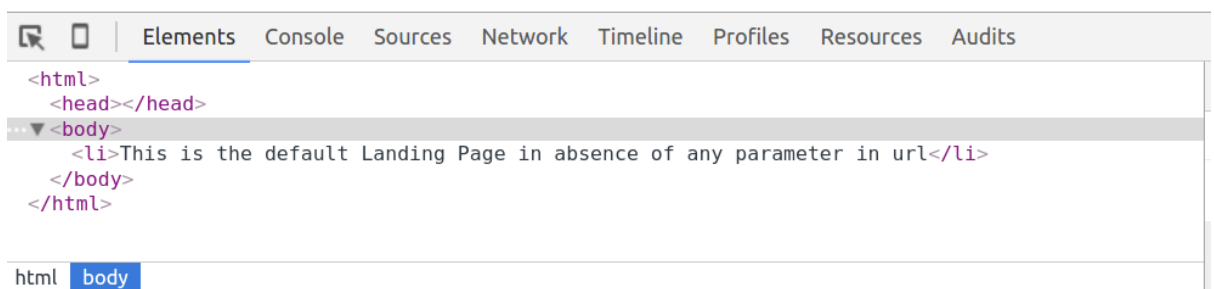 Elements Console Sources Network Timeline Profiles Resources Audits
<html>
<head></head>
<body>
<li>This is the default Landing Page in absence of any parameter in url</li>
</body>
</html>
html body